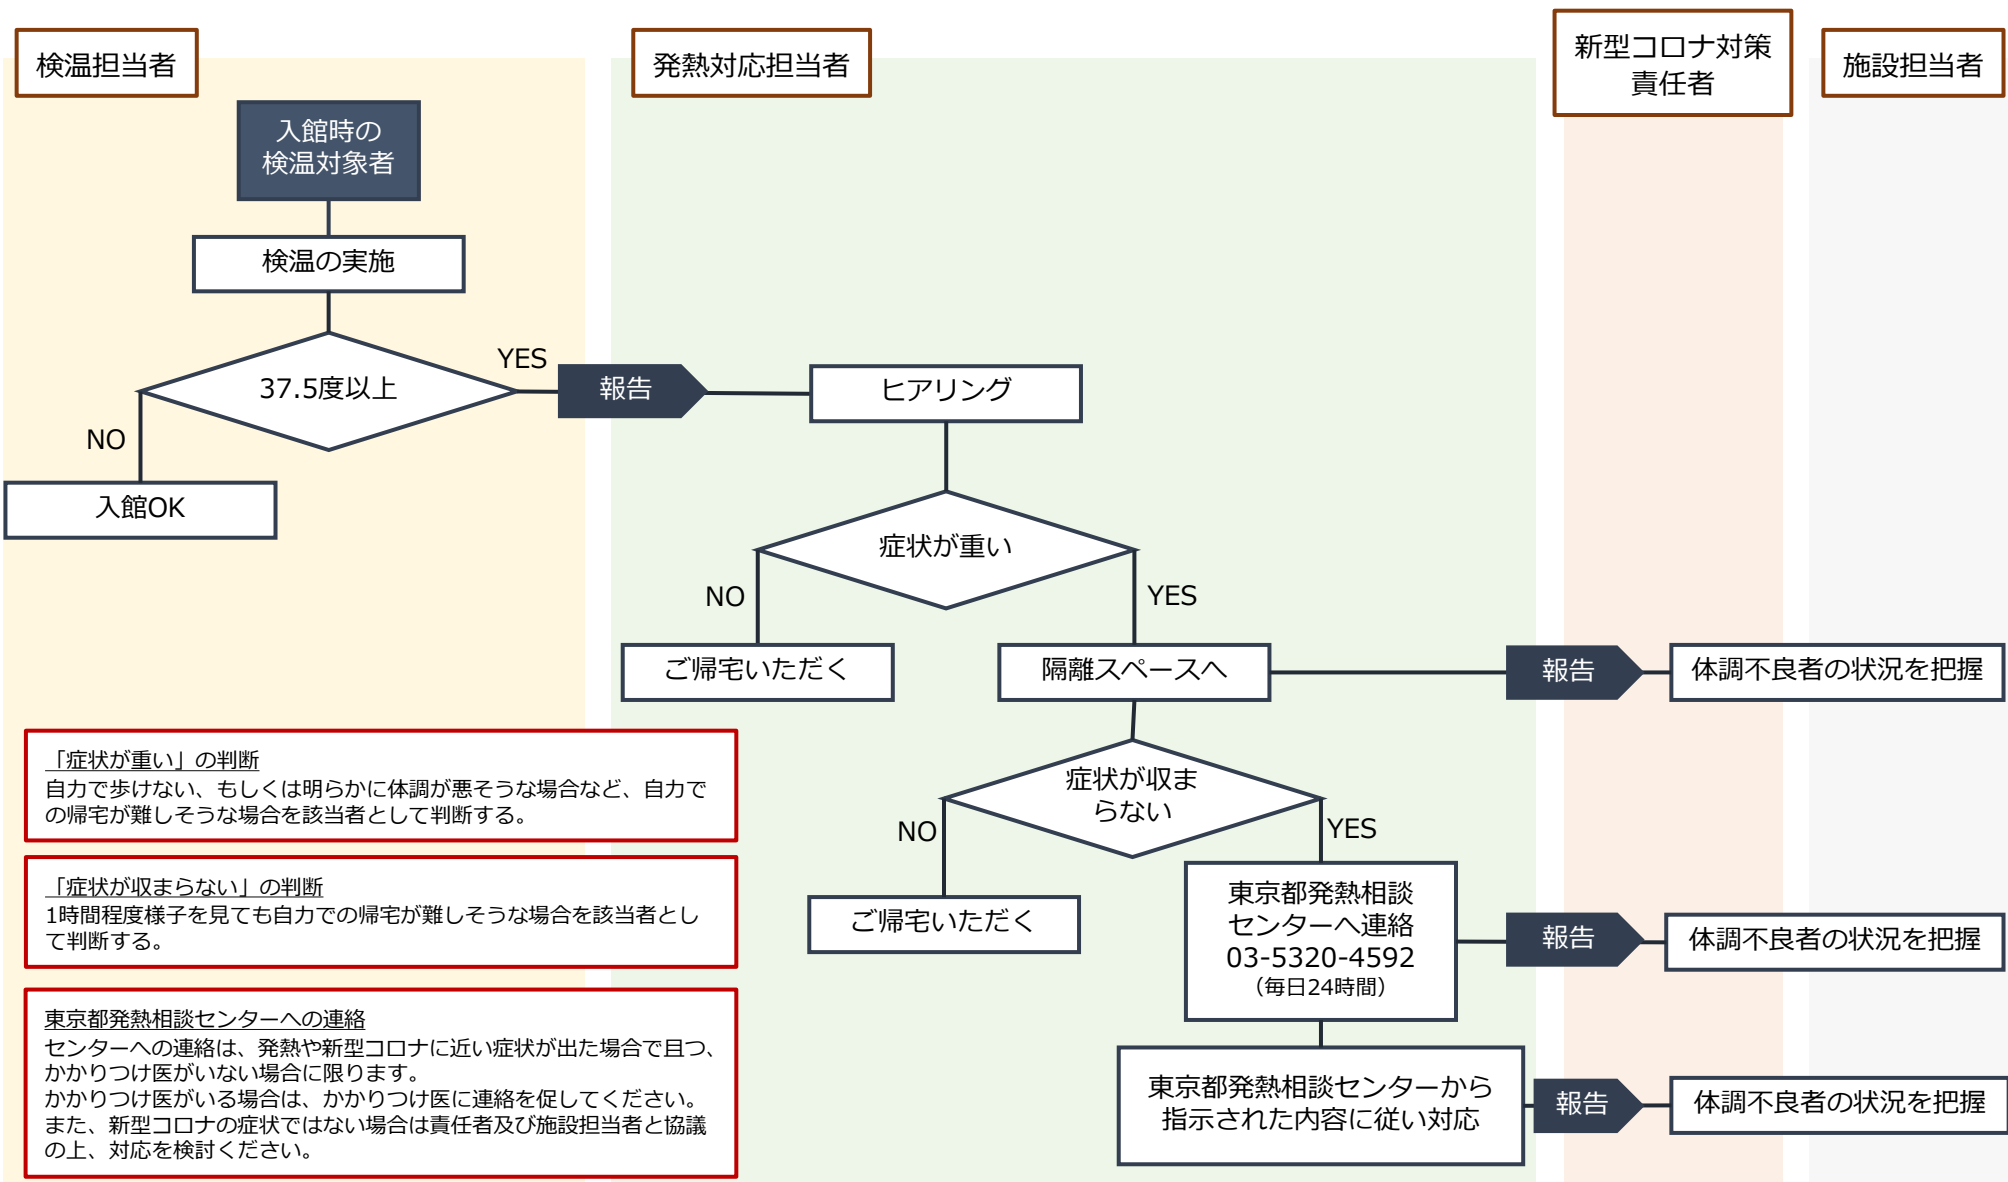 検温担当者
発熱対応担当者
新型コロナ対策
責任者
施設担当者
入館時の
検温対象者
検温の実施
37.5度以上
YES
報告
ヒアリング
NO
入館OK
症状が重い
NO
YES
ご帰宅いただく
隔離スペースへ
報告
体調不良者の状況を把握
症状が収ま
らない
NO
YES
ご帰宅いただく
東京都発熱相談
センターへ連絡
03-5320-4592
（毎日24時間）
報告
体調不良者の状況を把握
東京都発熱相談センターから
指示された内容に従い対応
報告
体調不良者の状況を把握
「症状が重い」の判断
自力で歩けない、もしくは明らかに体調が悪そうな場合など、自力で
の帰宅が難しそうな場合を該当者として判断する。
「症状が収まらない」の判断
1時間程度様子を見ても自力での帰宅が難しそうな場合を該当者とし
て判断する。
東京都発熱相談センターへの連絡
センターへの連絡は、発熱や新型コロナに近い症状が出た場合で且つ、
かかりつけ医がいない場合に限ります。
かかりつけ医がいる場合は、かかりつけ医に連絡を促してください。
また、新型コロナの症状ではない場合は責任者及び施設担当者と協議
の上、対応を検討ください。